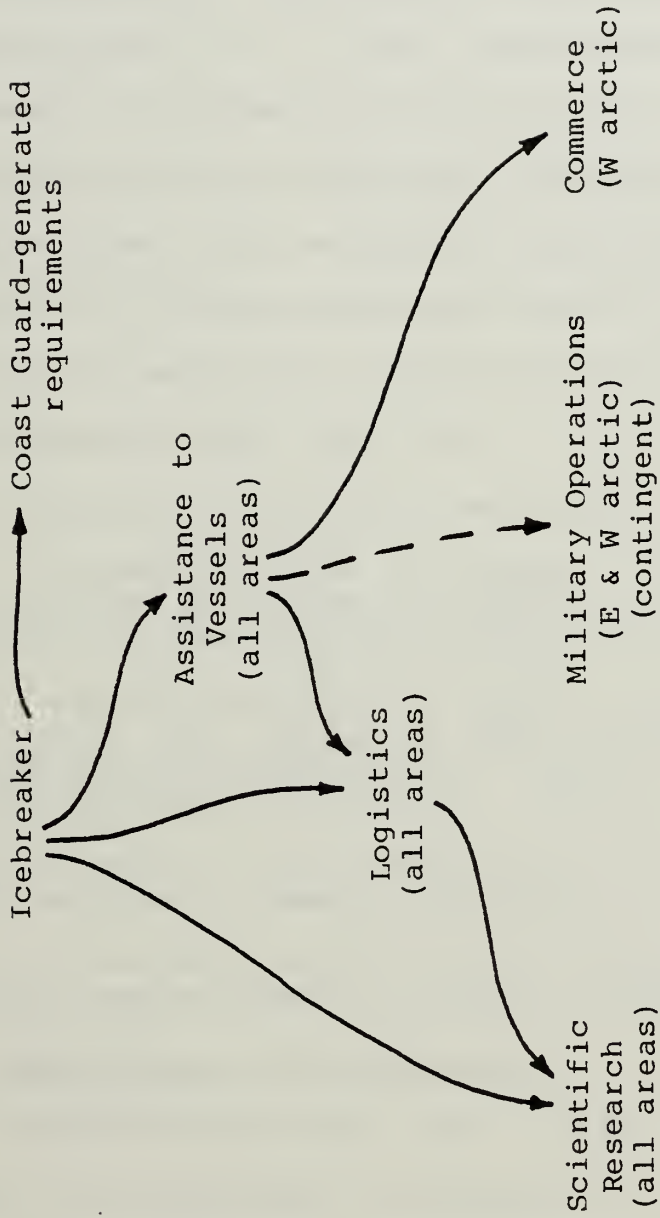 Icebreaker
Coast Guard-generated
requirements
Assistance to
Vessels
(all areas)
Logistics
(all areas)
Scientific
Research
(all areas)
Military Operations
(E & W arctic)
(contingent)
Commerce
(W arctic)